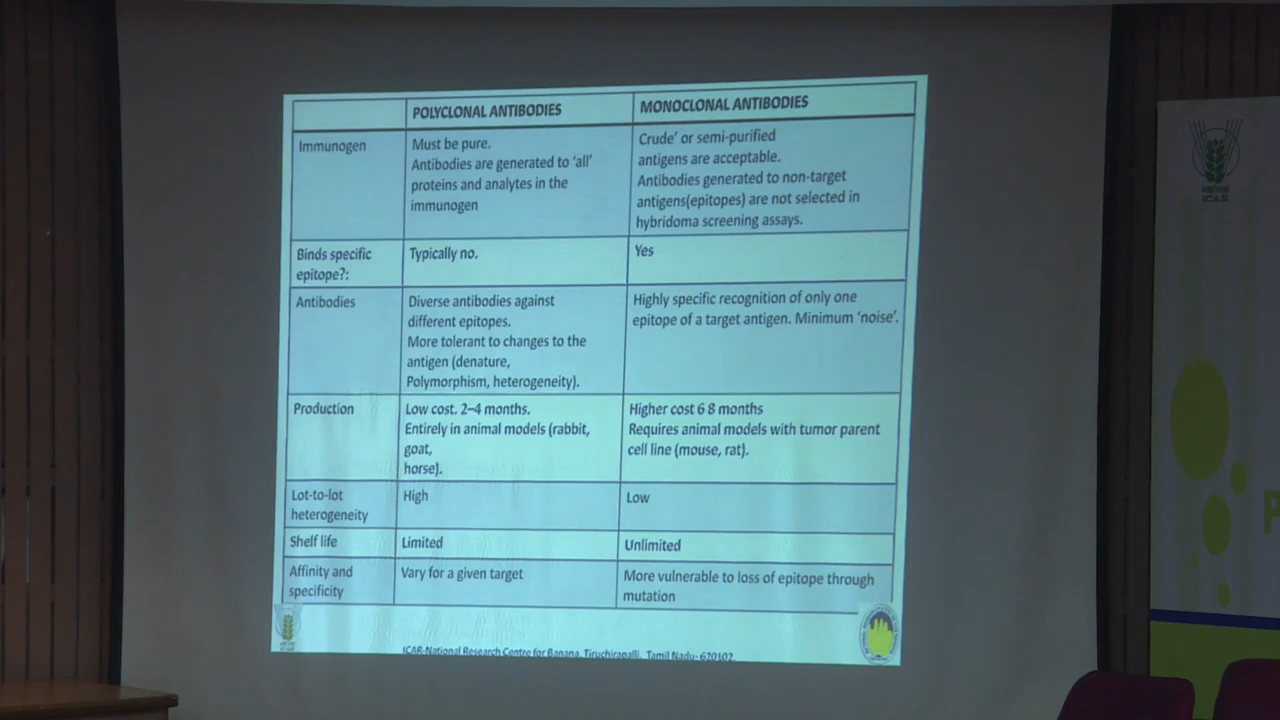 POLYCLONAL ANTIBODIES
MONOCLONAL ANTIBODIES
Immunogen
Must be pure.
Antibodies are generated to 'all'
proteins and analytes in the
immunogen
Crude' or semi-purified
antigens are acceptable.
Antibodies generated to non-target
antigens(epitopes) are not selected in
hybridoma screening assays.
Binds specific
epitope?:
Typically no.
Yes
Antibodies
Diverse antibodies against
different epitopes.
More tolerant to changes to the
antigen (denature,
Polymorphism, heterogeneity).
Highly specific recognition of only one
epitope of a target antigen. Minimum 'noise'.
Production
Low cost. 2–4 months.
Entirely in animal models (rabbit,
goat,
horse).
Higher cost 6 8 months
Requires animal models with tumor parent
cell line (mouse, rat).
Lot-to-lot
heterogeneity
High
Low
Shelf life
Limited
Unlimited
Affinity and
specificity
Vary for a given target
More vulnerable to loss of epitope through
mutation
ICAR-National Research Centre for Banana, Tiruchirapalli, Tamil Nadu- 620102.
ICAR
P